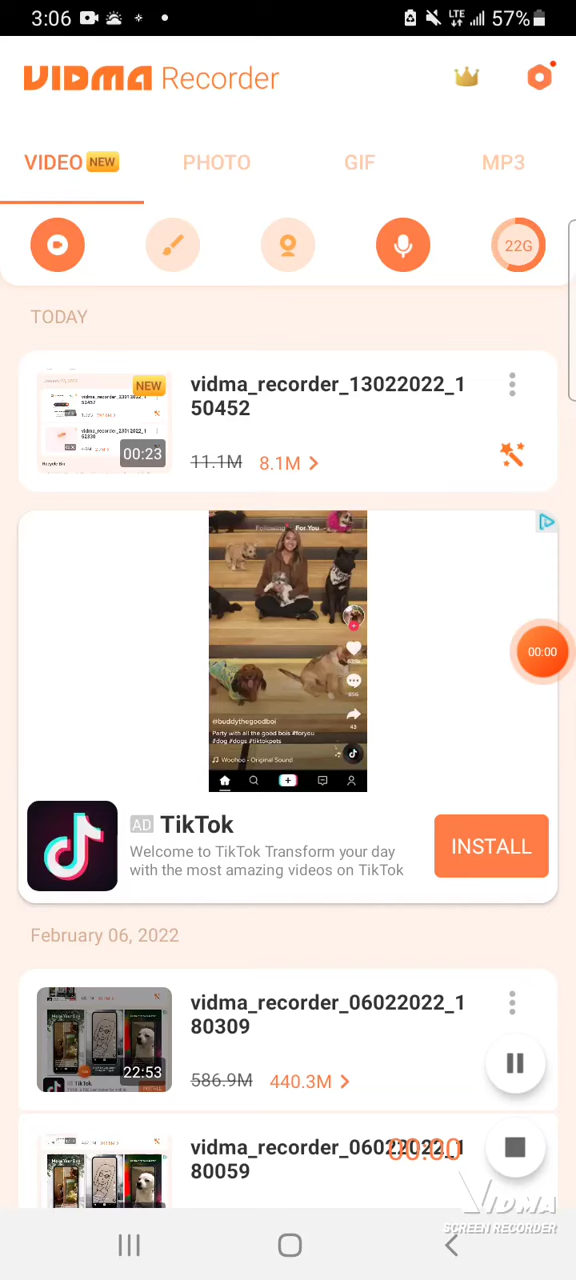 3:06 LTE 57%
VIDMA Recorder
VIDEO NEW PHOTO GIF MP3
22G
TODAY
NEW
00:23
vidma_recorder_13022022_1
50452
11.1M 8.1M
Following For You
@buddythegoodboi
Party with all the good bois #foryou
#dog #dogs #tiktokpets
Woohoo - Original Sound
00:00
AD TikTok
Welcome to TikTok Transform your day
with the most amazing videos on TikTok
INSTALL
February 06, 2022
vidma_recorder_06022022_1
80309
22:53
586.9M 440.3M
vidma_recorder_06022022_1
80059
00:00
VIDMA
SCREEN RECORDER